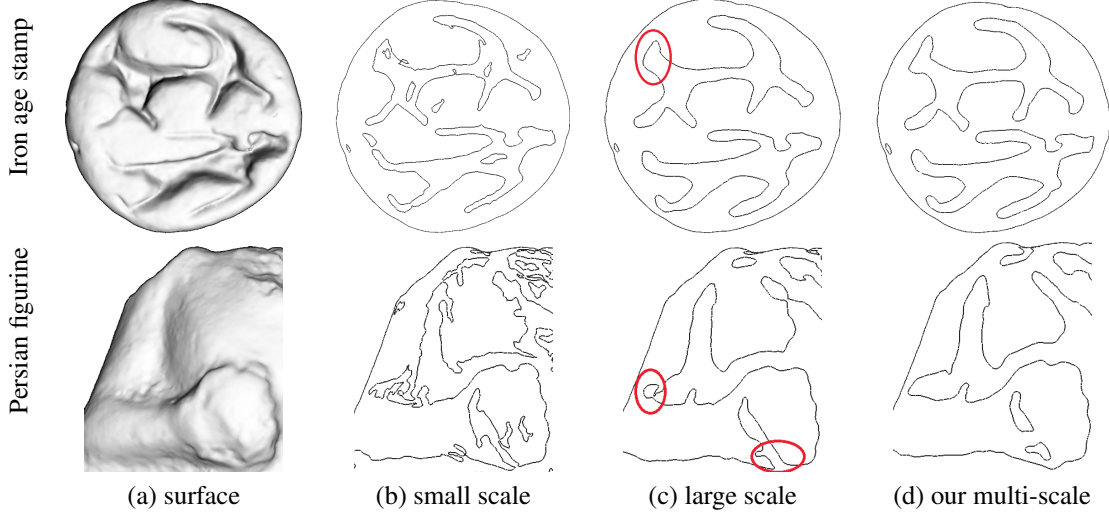 Iron age stamp
Persian figurine
(a) surface
(b) small scale
(c) large scale
(d) our multi-scale